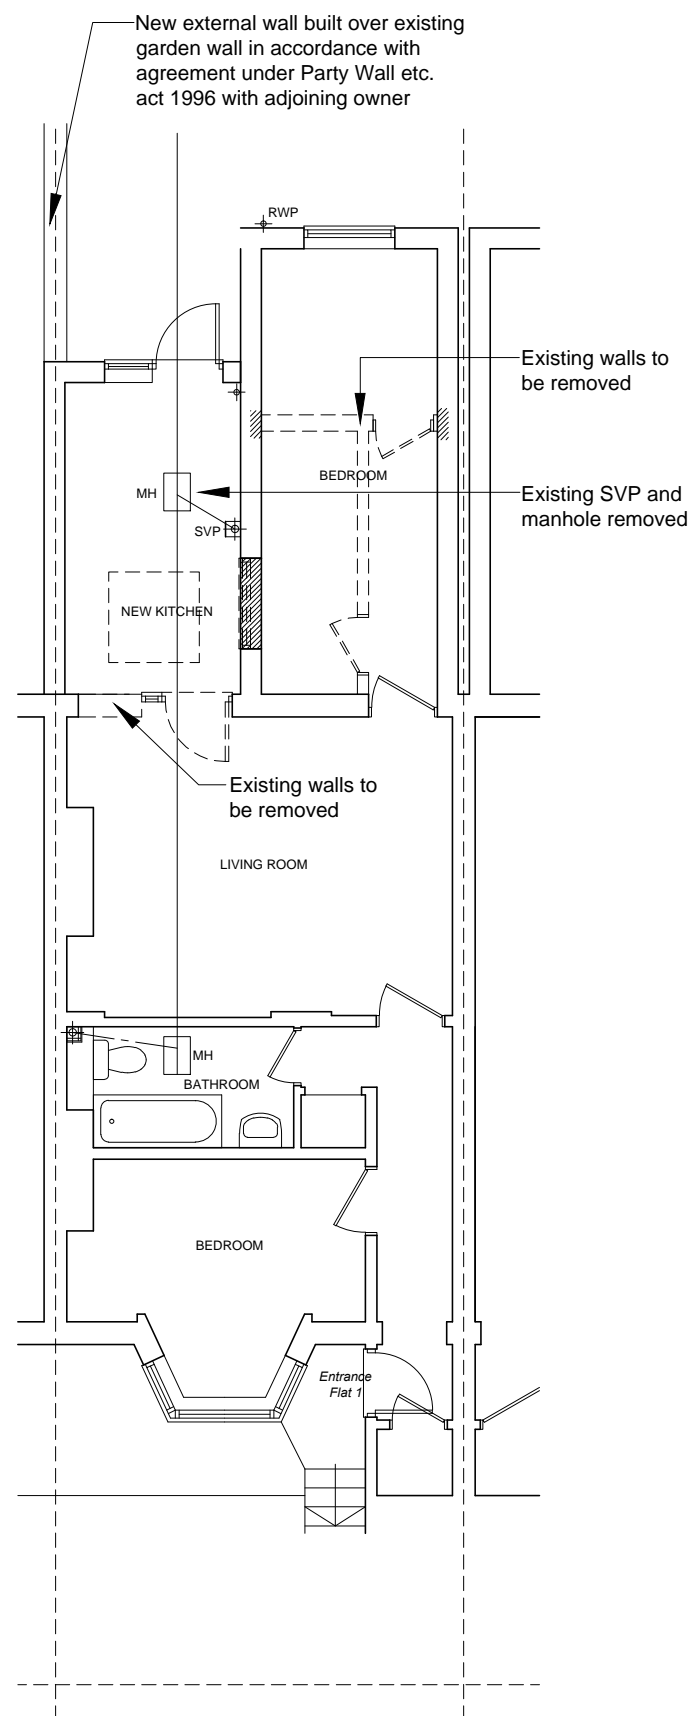 New external wall built over existing
garden wall in accordance with
agreement under Party Wall etc.
act 1996 with adjoining owner
RWP
Existing walls to
be removed
BEDROOM
MH
Existing SVP and
manhole removed
SVP
NEW KITCHEN
Existing walls to
be removed
LIVING ROOM
MH
BATHROOM
BEDROOM
Entrance
Flat 1